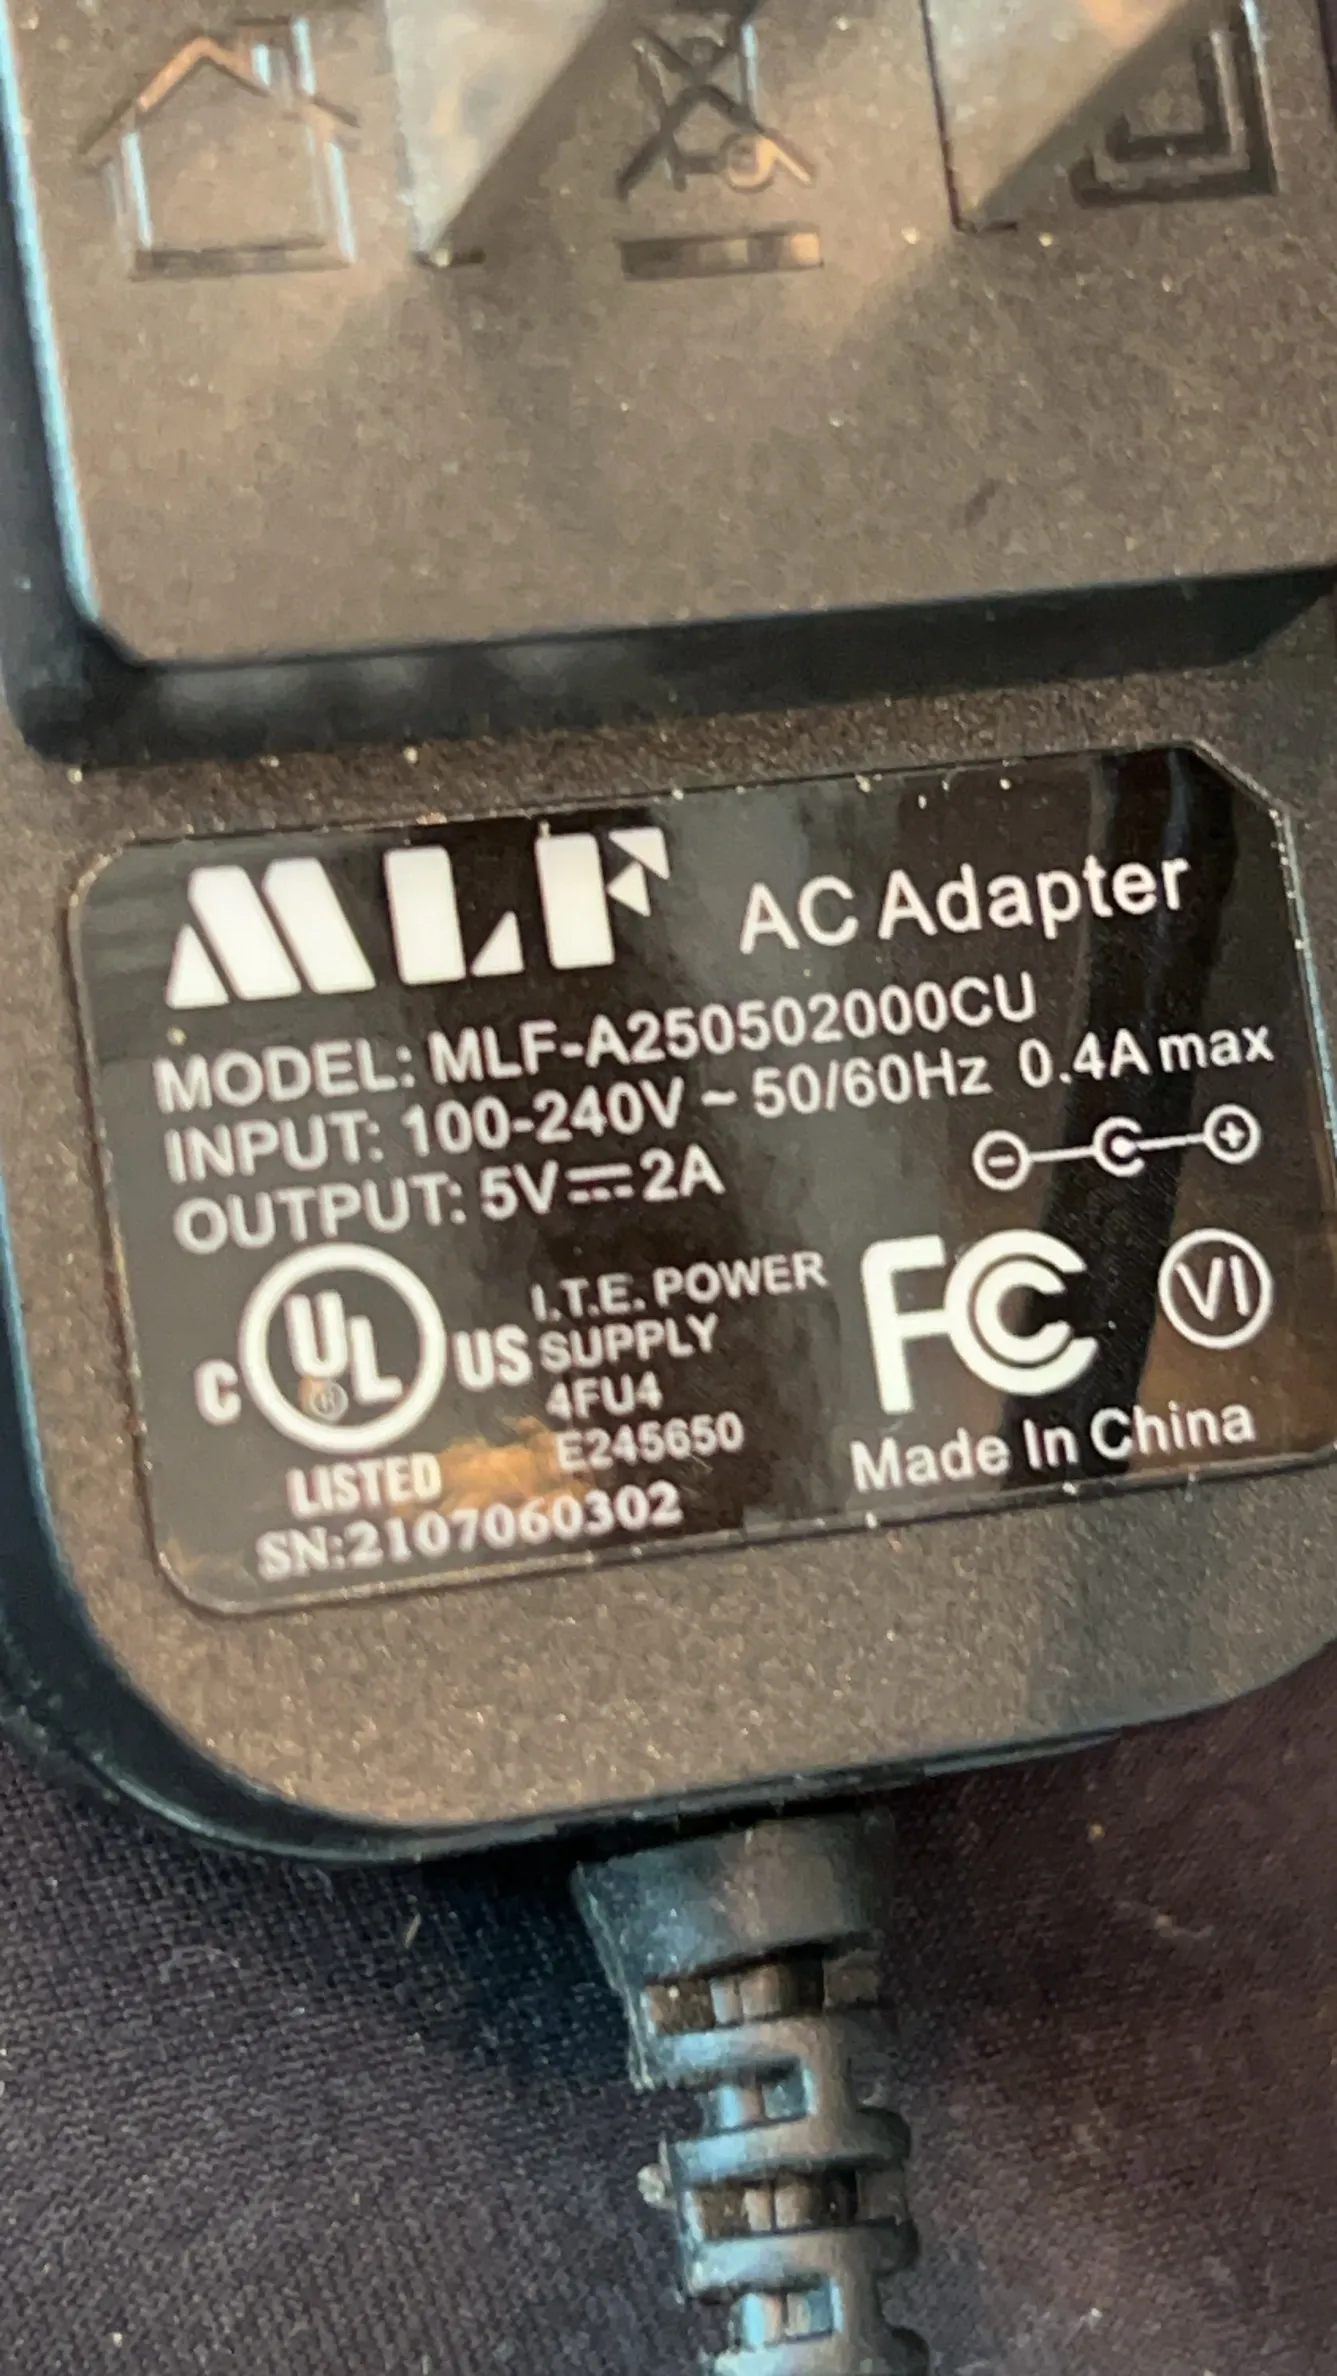 MLF AC Adapter
MODEL: MLF-A250502000CU
INPUT: 100-240V ~ 50/60Hz 0.4A max
OUTPUT: 5V⎓2A
C UL® US
LISTED
I.T.E. POWER
SUPPLY
4FU4
E245650
FC
VI
Made In China
SN:2107060302